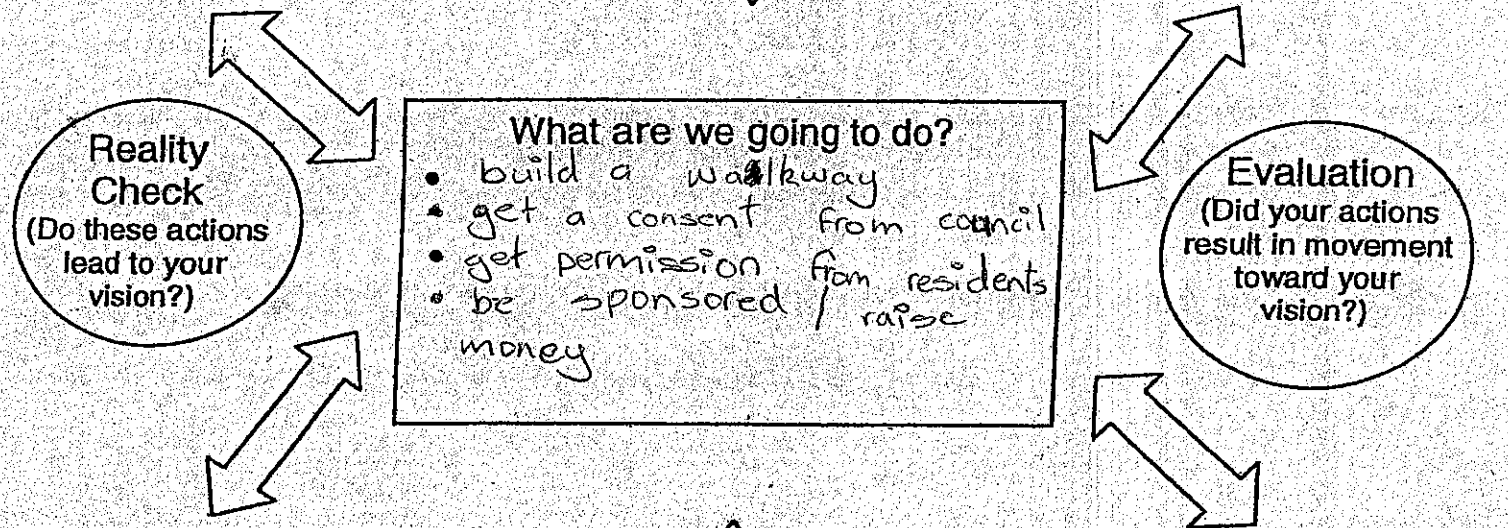 Reality
Check
(Do these actions
lead to your
vision?)
What are we going to do?
• build a walkway
• get a consent from council
• get permission from residents
• be sponsored / raise
money
Evaluation
(Did your actions
result in movement
toward your
vision?)